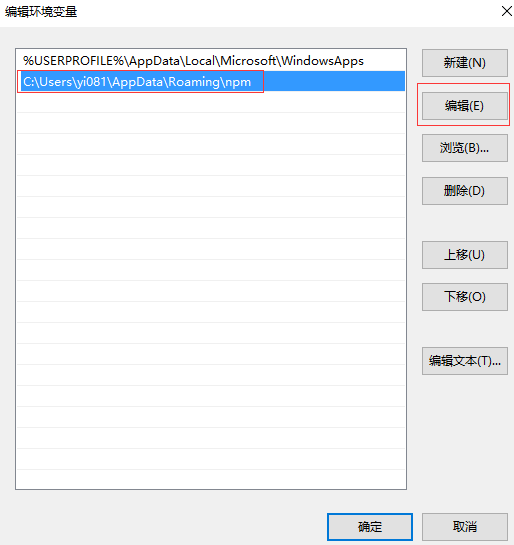 编辑环境变量
%USERPROFILE%\AppData\Local\Microsoft\WindowsApps
C:\Users\yi081\AppData\Roaming\npm
新建(N)
编辑(E)
浏览(B)...
删除(D)
上移(U)
下移(O)
编辑文本(T)...
确定
取消